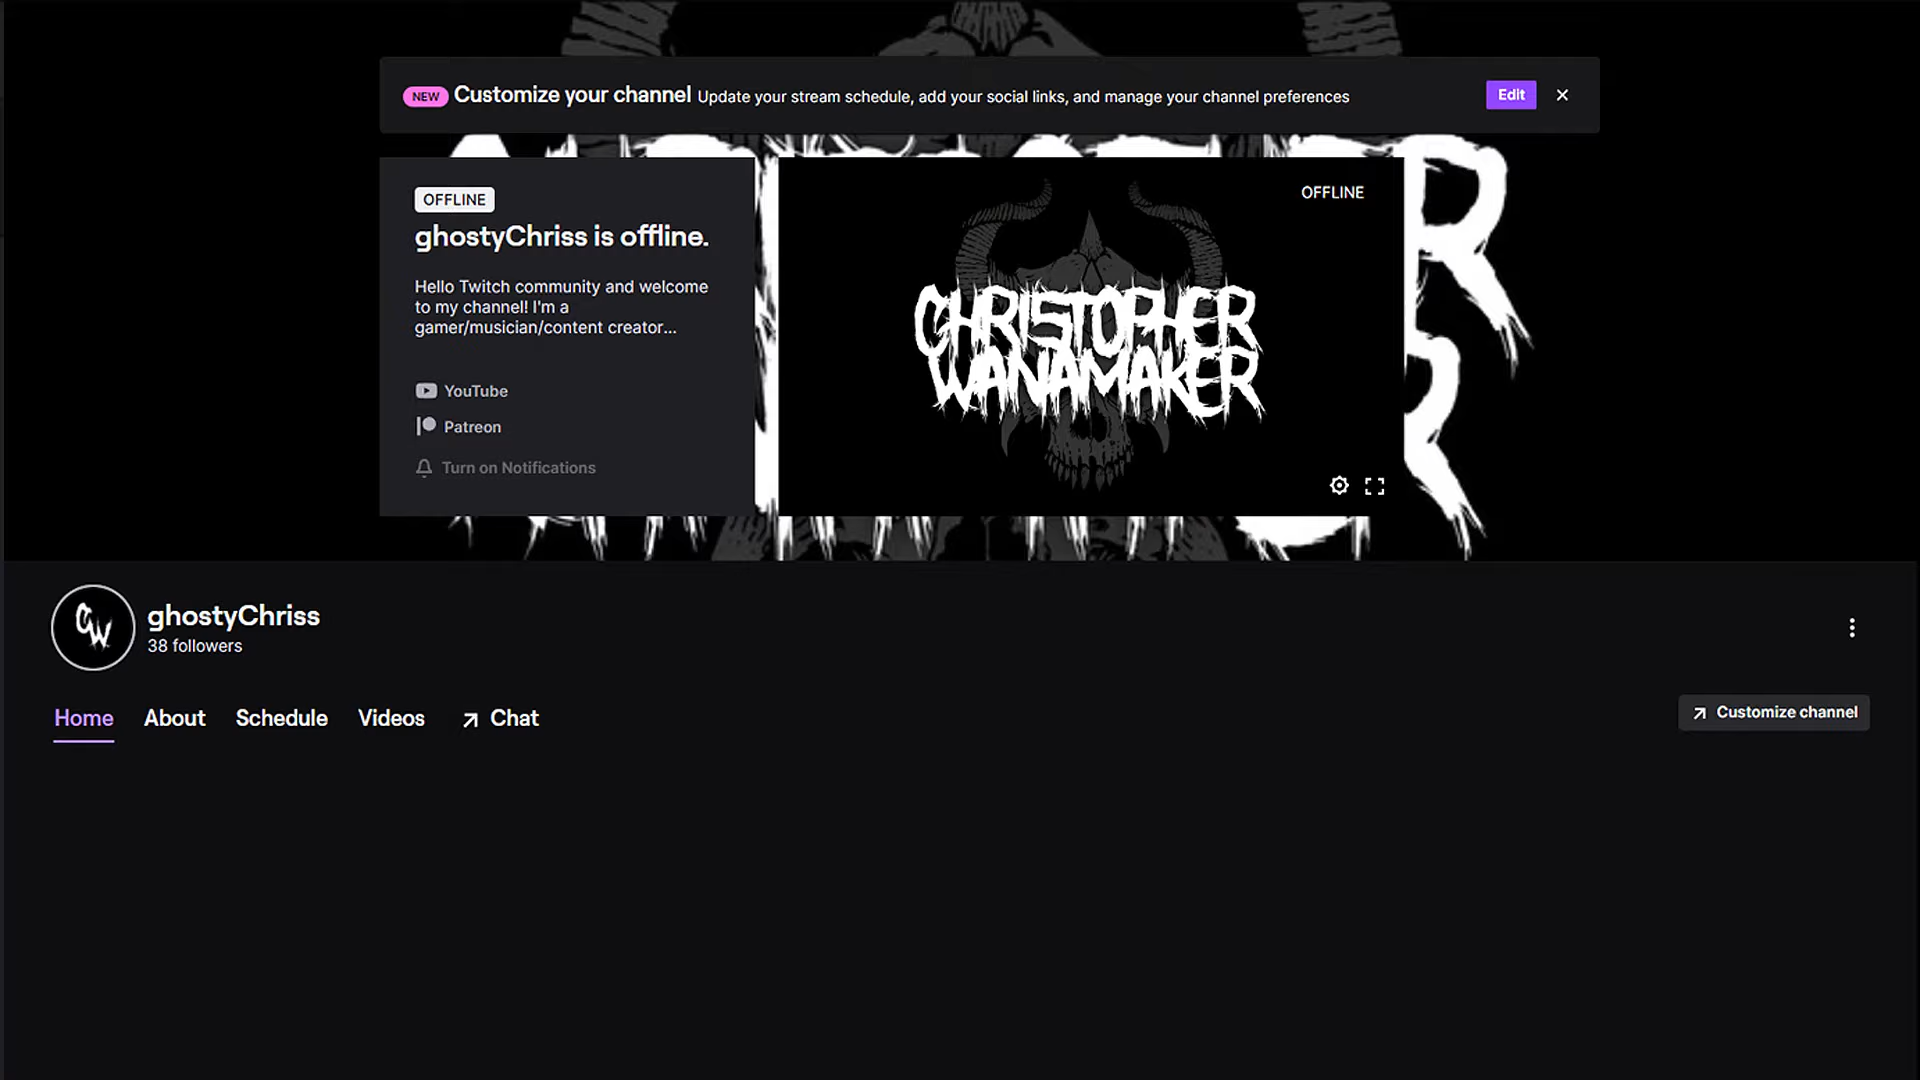 NEW Customize your channel Update your stream schedule, add your social links, and manage your channel preferences
Edit
OFFLINE
ghostyChriss is offline.
Hello Twitch community and welcome
to my channel! I'm a
gamer/musician/content creator...
YouTube
Patreon
Turn on Notifications
OFFLINE
CHRISTOPHER
WANAMAKER
CW
ghostyChriss
38 followers
Home About Schedule Videos Chat
Customize channel